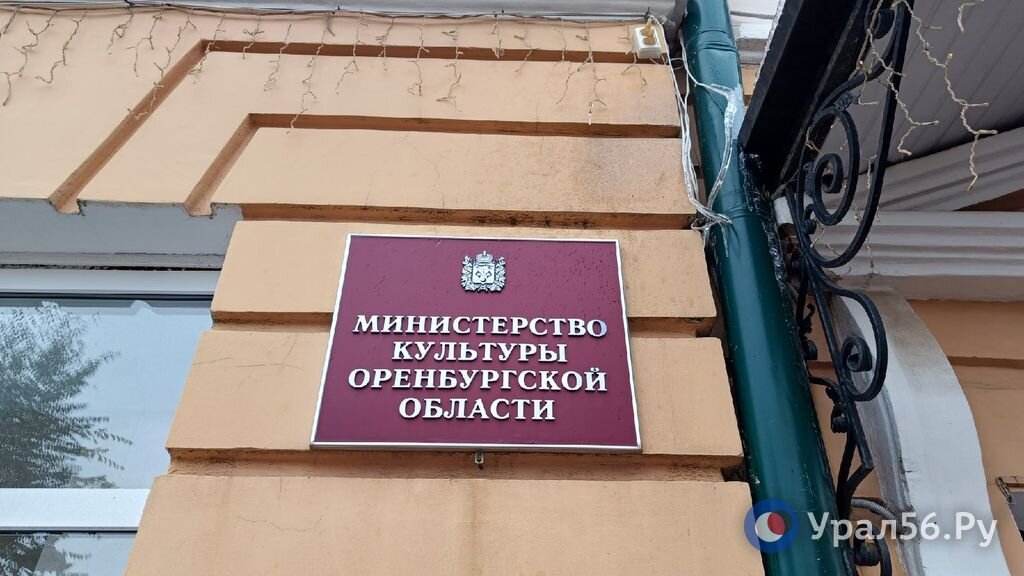 МИНИСТЕРСТВО
КУЛЬТУРЫ
ОРЕНБУРГСКОЙ
ОБЛАСТИ
Урал56.Ру